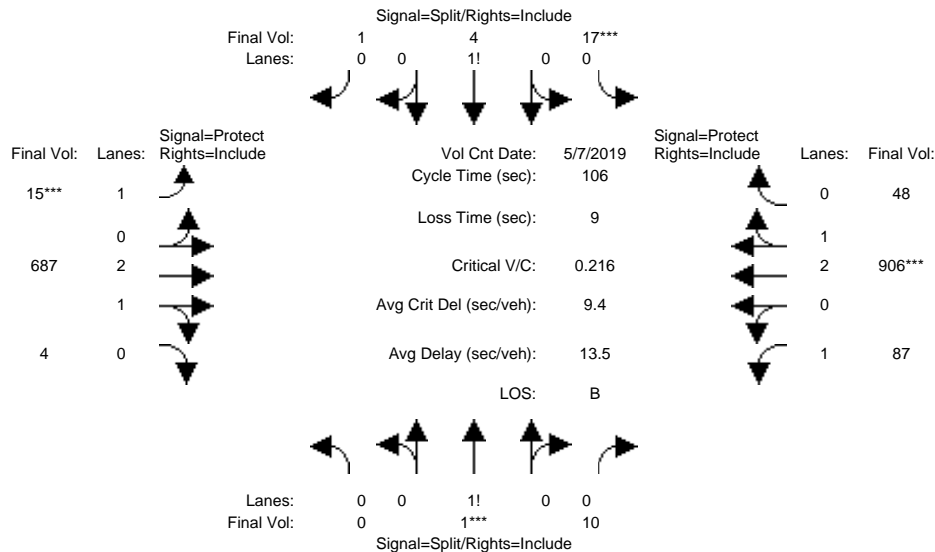 Signal=Split/Rights=Include
Final Vol: 1 4 17***
Lanes: 0 0 1! 0 0
Signal=Protect Signal=Protect
Final Vol: Lanes: Rights=Include Vol Cnt Date: 5/7/2019 Rights=Include Lanes: Final Vol:
Cycle Time (sec): 106
15*** 1 0 48
Loss Time (sec): 9
0 1
687 2 Critical V/C: 0.216 2 906***
1 Avg Crit Del (sec/veh): 9.4 0
4 0 Avg Delay (sec/veh): 13.5 1 87
LOS: B
Lanes: 0 0 1! 0 0
Final Vol: 0 1*** 10
Signal=Split/Rights=Include